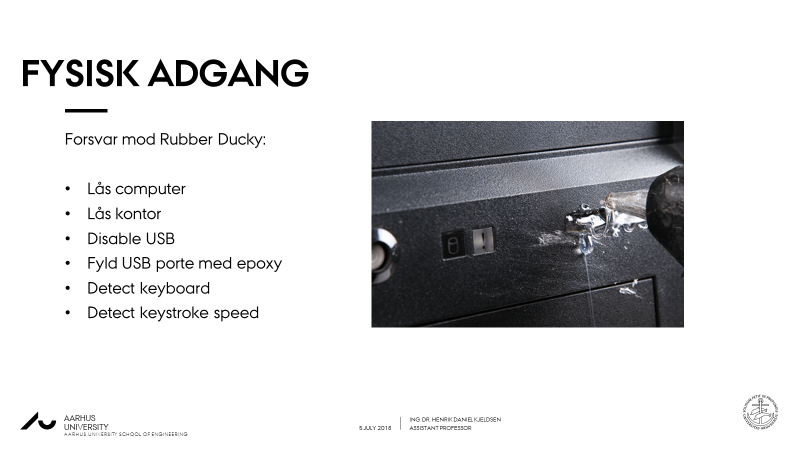 FYSISK ADGANG
Forsvar mod Rubber Ducky:
• Lås computer
• Lås kontor
• Disable USB
• Fyld USB porte med epoxy
• Detect keyboard
• Detect keystroke speed
AARHUS
UNIVERSITY
AARHUS UNIVERSITY SCHOOL OF ENGINEERING
5 JULY 2018
ING.DR. HENRIK DANIEL KJELDSEN
ASSISTANT PROFESSOR